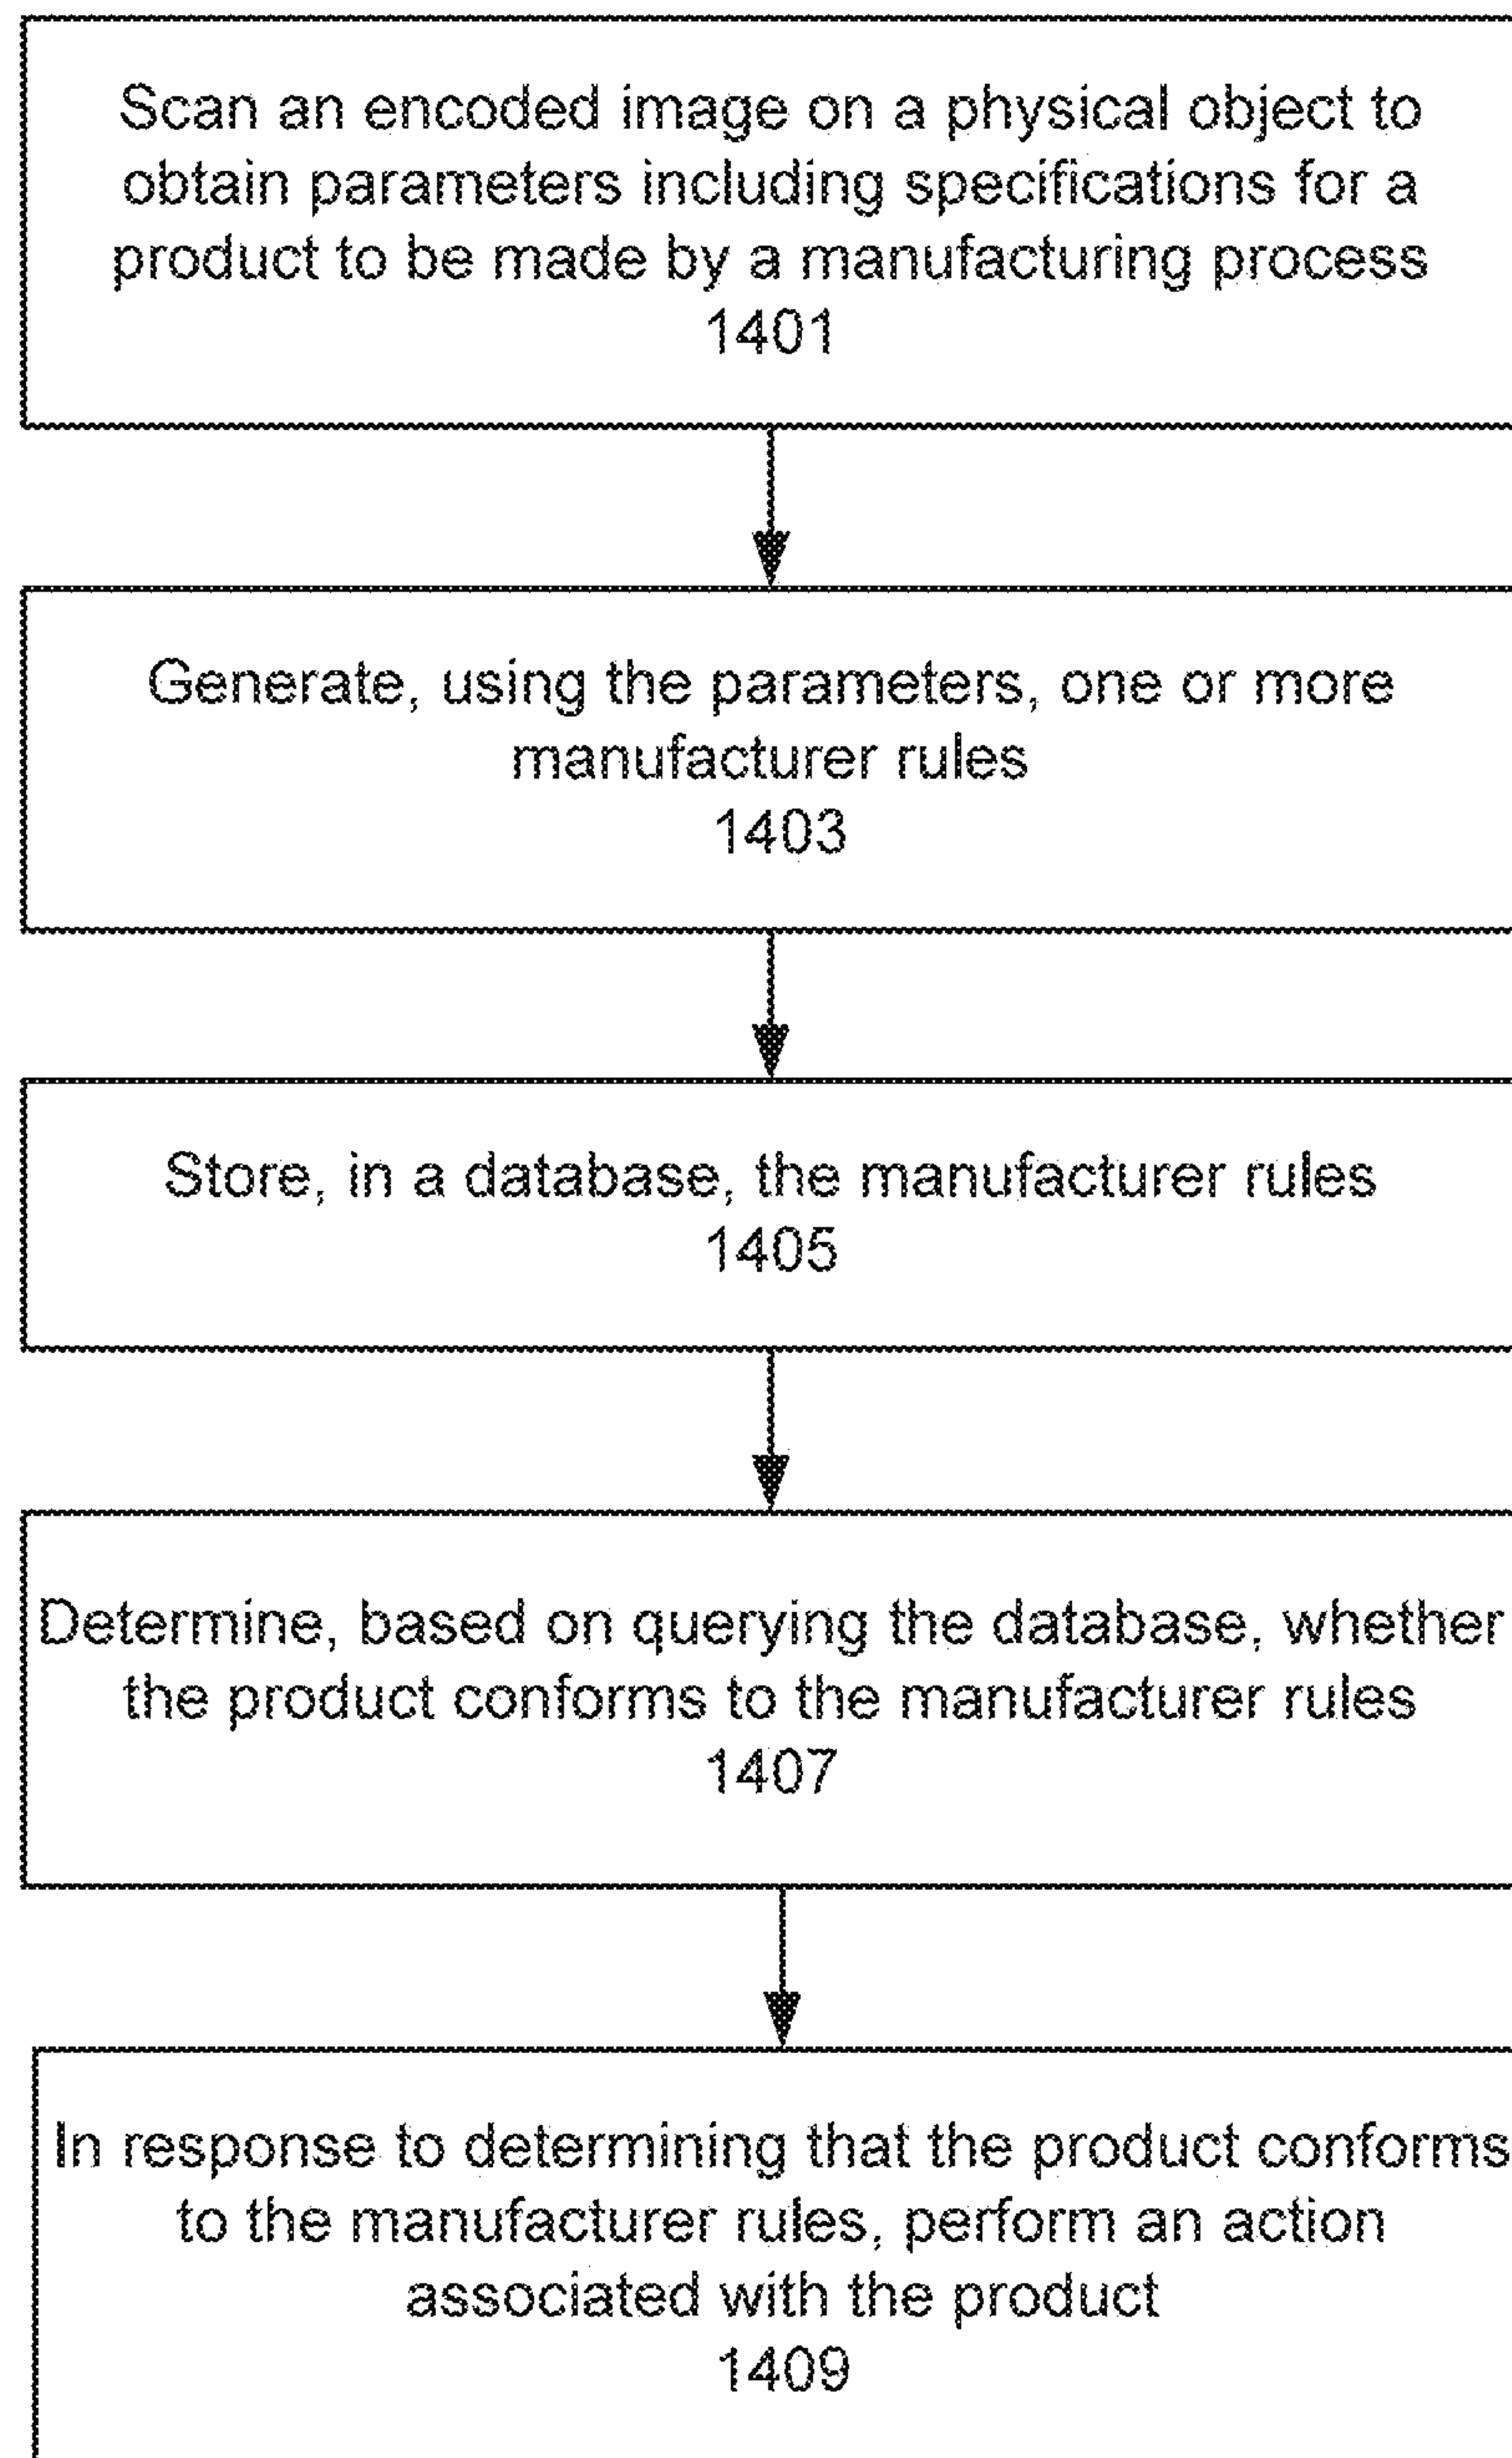 Scan an encoded image on a physical object to
obtain parameters including specifications for a
product to be made by a manufacturing process
1401
Generate, using the parameters, one or more
manufacturer rules
1403
Store, in a database, the manufacturer rules
1405
Determine, based on querying the database, whether
the product conforms to the manufacturer rules
1407
In response to determining that the product conforms
to the manufacturer rules, perform an action
associated with the product
1409